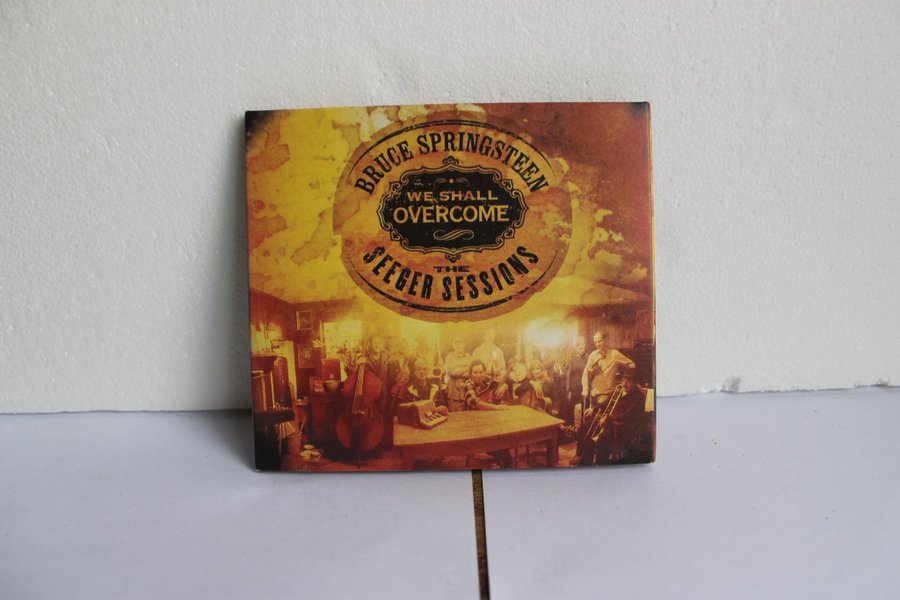 BRUCE SPRINGSTEEN
WE SHALL
OVERCOME
THE
SEEGER SESSIONS